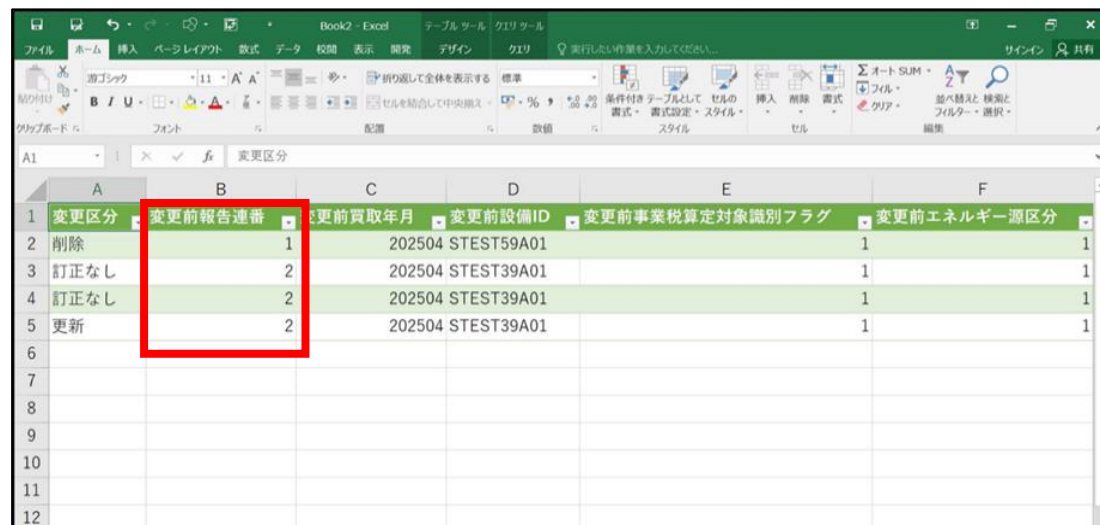 Book2 - Excel テーブル ツール クエリ ツール
ファイル ホーム 挿入 ページ レイアウト 数式 データ 校閲 表示 開発 デザイン クエリ 実行したい作業を入力してください... サインイン 共有
游ゴシック 11 A A 折り返して全体を表示する 標準 条件付き書式 テーブルとして書式設定 セルのスタイル 挿入 削除 書式 Σ オート SUM フィル クリア 並べ替えと フィルター 検索と 選択
B I U A セルを結合して中央揃え % ,
クリップボード フォント 配置 数値 スタイル セル 編集
A1 fx 変更区分
A B C D E F
1 変更区分 変更前報告連番 変更前買取年月 変更前設備ID 変更前事業税算定対象識別フラグ 変更前エネルギー源区分
2 削除 1 202504 STEST59A01 1 1
3 訂正なし 2 202504 STEST39A01 1 1
4 訂正なし 2 202504 STEST39A01 1 1
5 更新 2 202504 STEST39A01 1 1
6
7
8
9
10
11
12